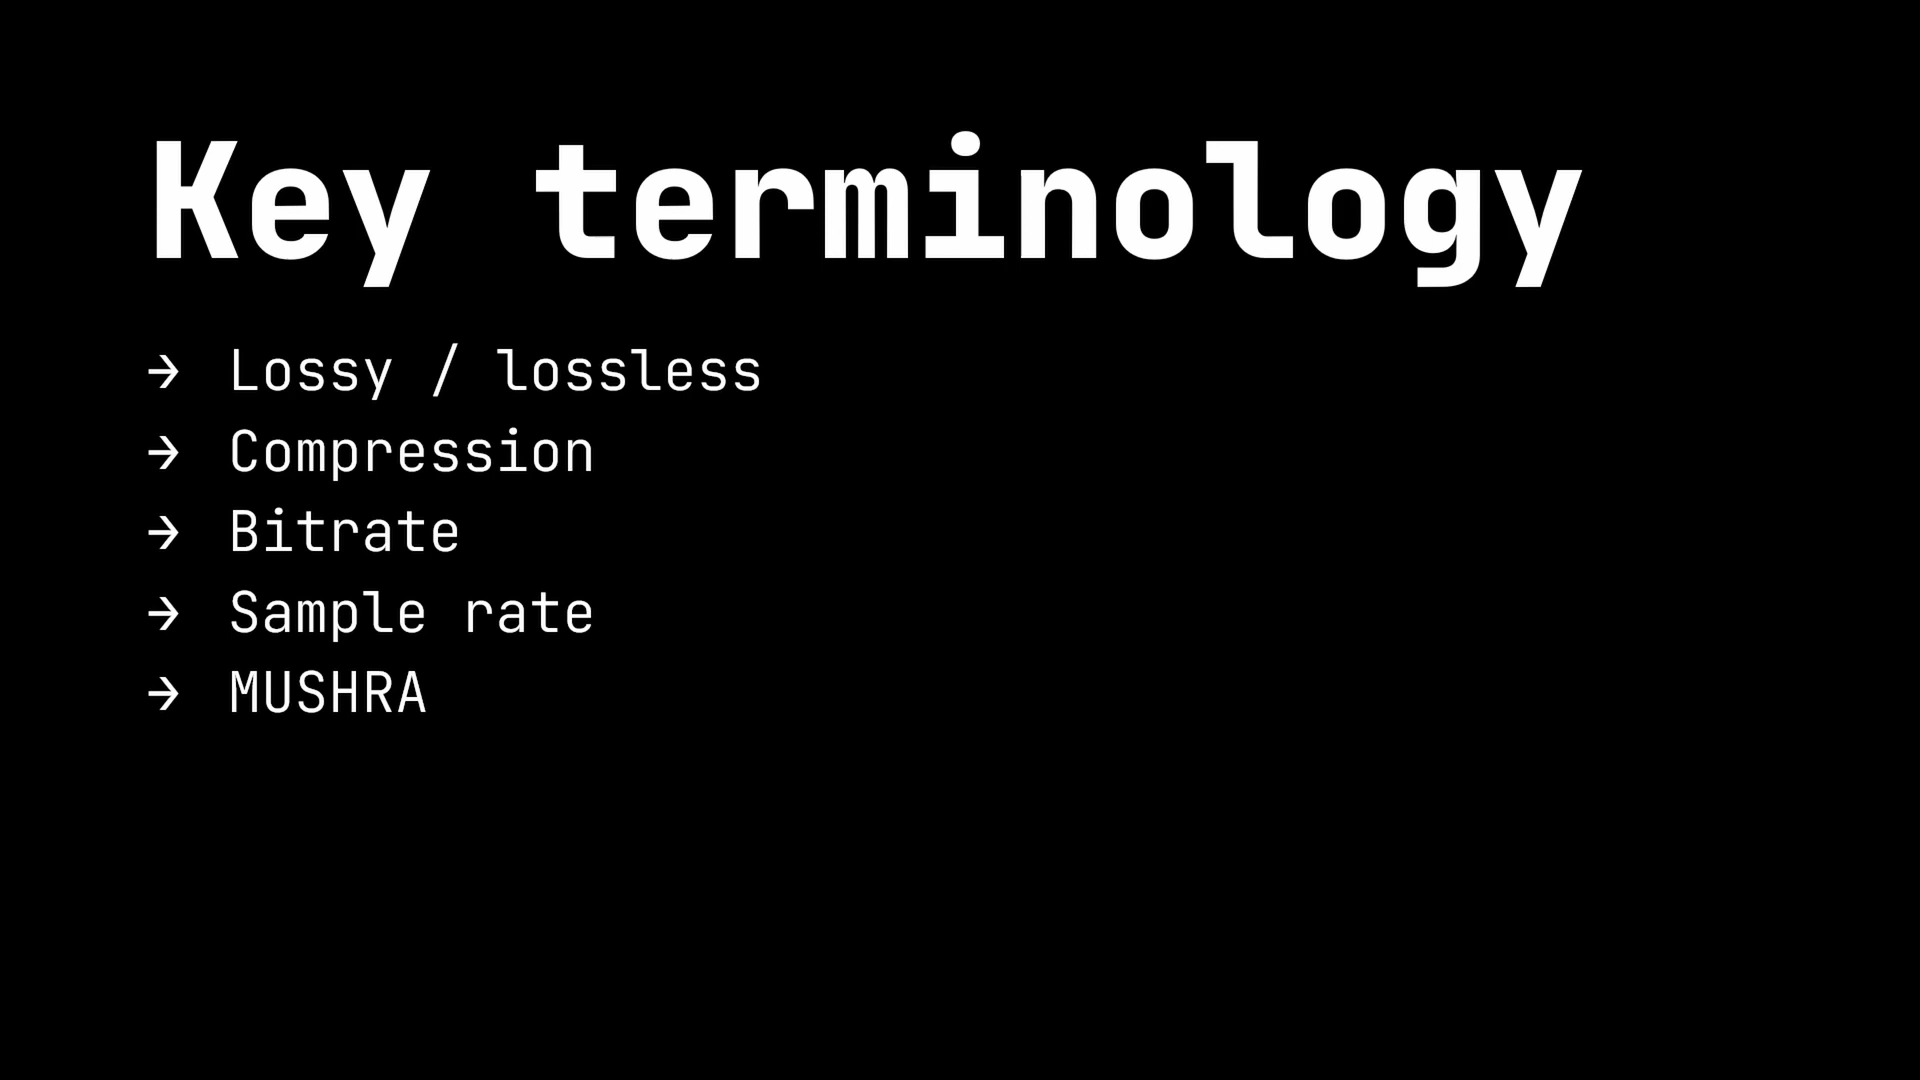 Key terminology
→ Lossy / lossless
→ Compression
→ Bitrate
→ Sample rate
→ MUSHRA